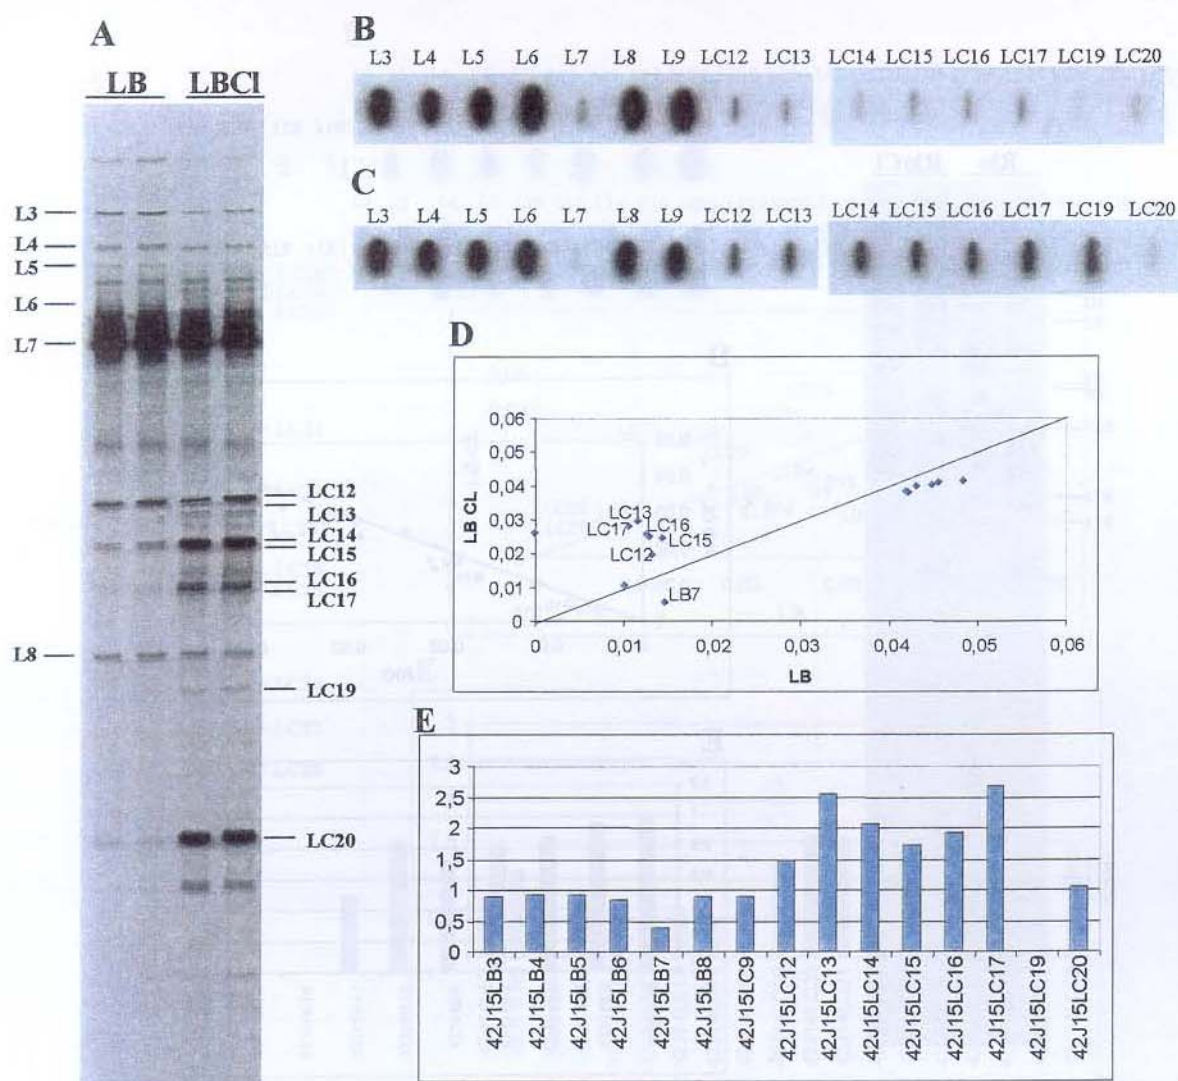 A
LB LBCl
L3
L4
L5
L6
L7
LC12
LC13
LC14
LC15
LC16
LC17
L8
LC19
LC20
B
L3 L4 L5 L6 L7 L8 L9 LC12 LC13 LC14 LC15 LC16 LC17 LC19 LC20
C
L3 L4 L5 L6 L7 L8 L9 LC12 LC13 LC14 LC15 LC16 LC17 LC19 LC20
D
0,06
0,05
0,04
0,03
0,02
0,01
0
LB CL
LC13
LC17 LC16
LC15
LC12
LB7
0 0,01 0,02 0,03 0,04 0,05 0,06
LB
E
3
2,5
2
1,5
1
0,5
0
42J15LB3
42J15LB4
42J15LB5
42J15LB6
42J15LB7
42J15LB8
42J15LC9
42J15LC12
42J15LC13
42J15LC14
42J15LC15
42J15LC16
42J15LC17
42J15LC19
42J15LC20